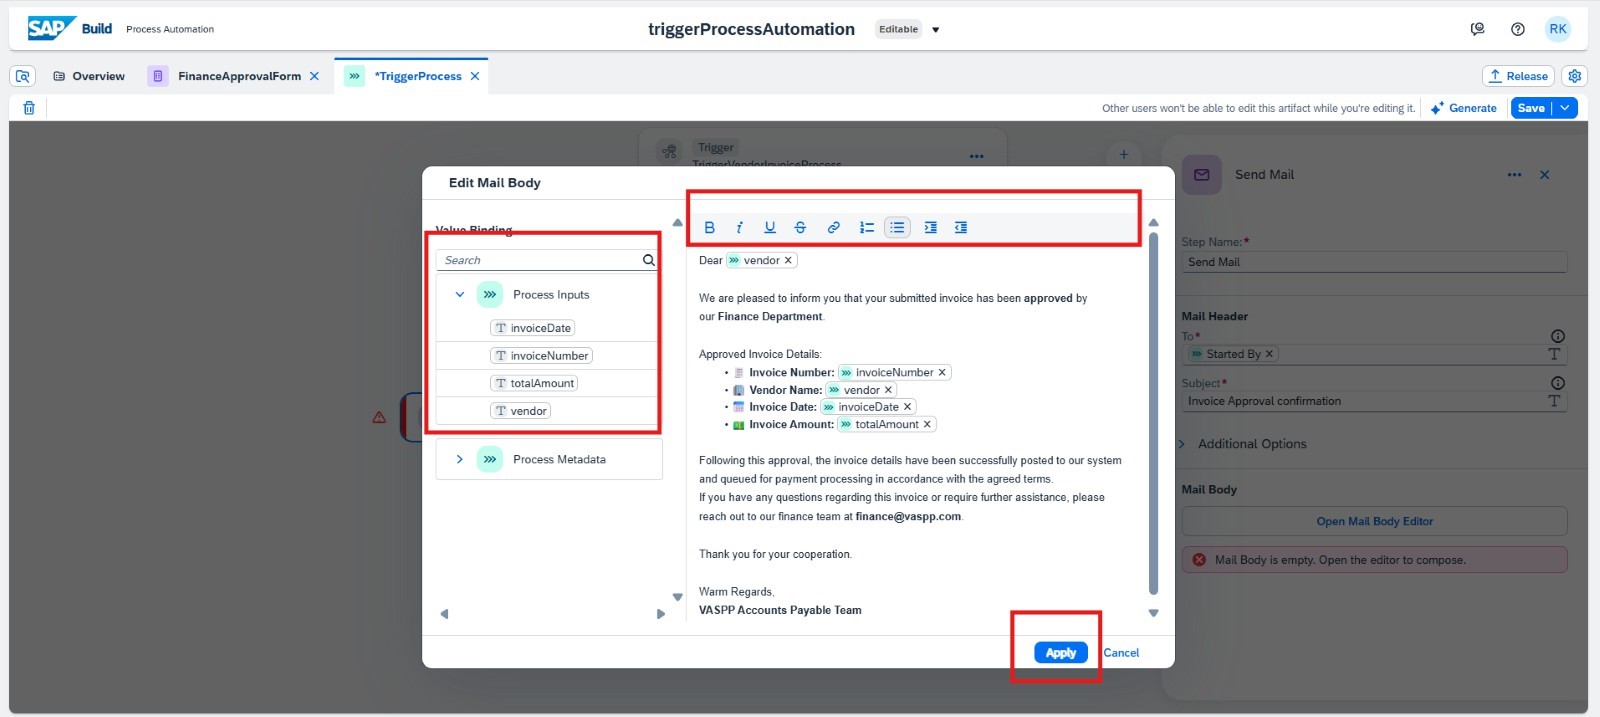 SAP Build Process Automation
triggerProcessAutomation Editable
RK
Overview
FinanceApprovalForm
*TriggerProcess
Release
Other users won't be able to edit this artifact while you're editing it.
Generate
Save
Trigger
TriggerVendorInvoiceProcess
Edit Mail Body
Value Binding
Search
Process Inputs
invoiceDate
invoiceNumber
totalAmount
vendor
Process Metadata
B i U S
Dear vendor
We are pleased to inform you that your submitted invoice has been approved by
our Finance Department.
Approved Invoice Details:
• Invoice Number: invoiceNumber
• Vendor Name: vendor
• Invoice Date: invoiceDate
• Invoice Amount: totalAmount
Following this approval, the invoice details have been successfully posted to our system
and queued for payment processing in accordance with the agreed terms.
If you have any questions regarding this invoice or require further assistance, please
reach out to our finance team at finance@vaspp.com.
Thank you for your cooperation.
Warm Regards,
VASPP Accounts Payable Team
Apply Cancel
Send Mail
Step Name:*
Send Mail
Mail Header
To*
Started By
Subject*
Invoice Approval confirmation
Additional Options
Mail Body
Open Mail Body Editor
Mail Body is empty. Open the editor to compose.